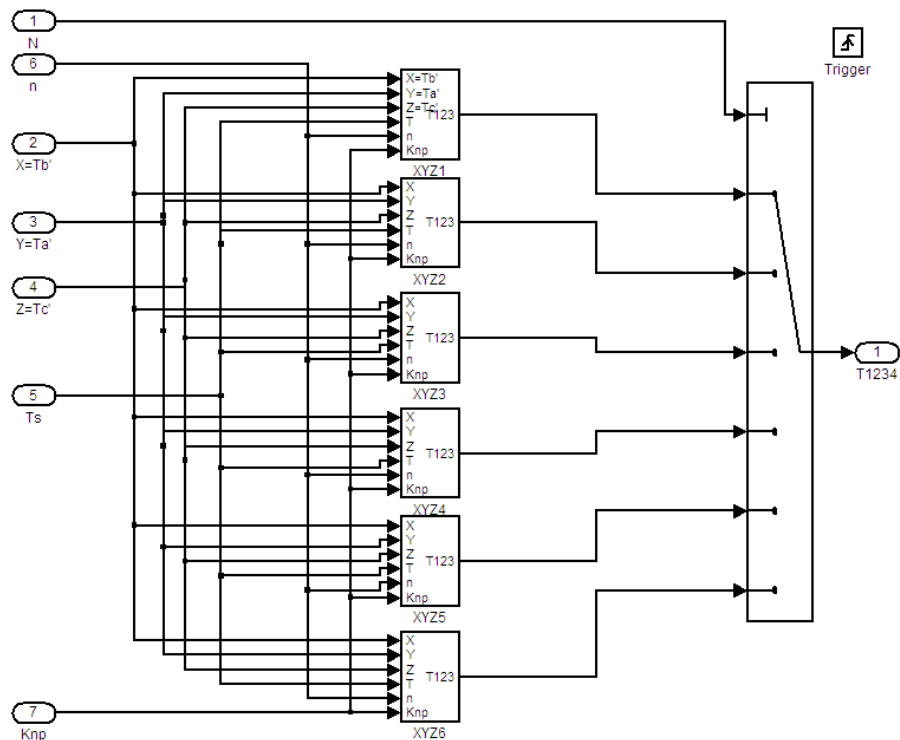 1
N
6
n
2
X=Tb'
3
Y=Ta'
4
Z=Tc'
5
Ts
7
Knp
X=Tb'
Y=Ta'
Z=Tc'
T
n
Knp
T123
XYZ1
X
Y
Z
T
n
Knp
T123
XYZ2
X
Y
Z
T
n
Knp
T123
XYZ3
X
Y
Z
T
n
Knp
T123
XYZ4
X
Y
Z
T
n
Knp
T123
XYZ5
X
Y
Z
T
n
Knp
T123
XYZ6
Trigger
1
T1234